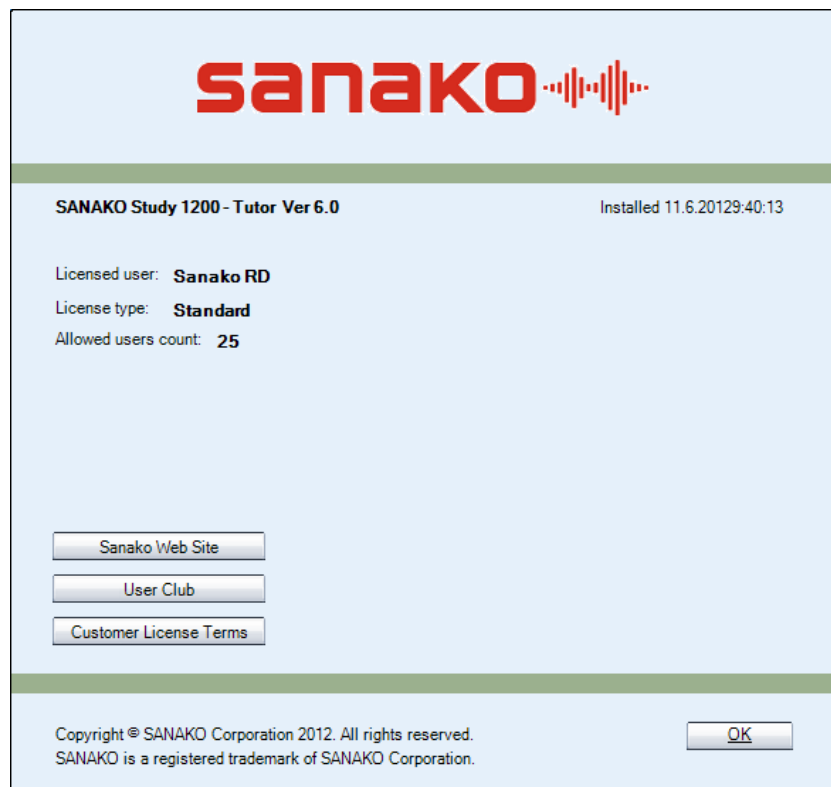 sanako
SANAKO Study 1200 - Tutor Ver 6.0
Installed 11.6.20129:40:13
Licensed user: Sanako RD
License type: Standard
Allowed users count: 25
Sanako Web Site
User Club
Customer License Terms
Copyright © SANAKO Corporation 2012. All rights reserved.
SANAKO is a registered trademark of SANAKO Corporation.
OK